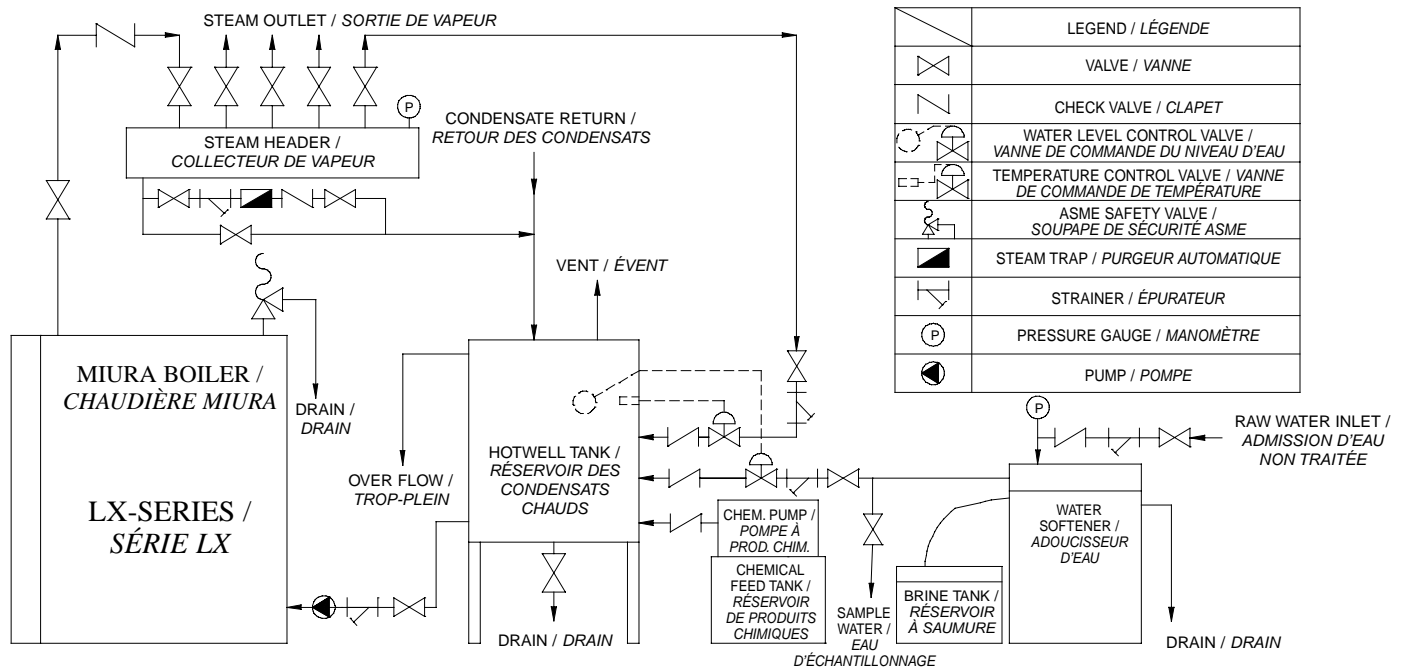 STEAM OUTLET / SORTIE DE VAPEUR
P
STEAM HEADER /
COLLECTEUR DE VAPEUR
CONDENSATE RETURN /
RETOUR DES CONDENSATS
VENT / ÉVENT
MIURA BOILER /
CHAUDIÈRE MIURA
LX-SERIES /
SÉRIE LX
DRAIN /
DRAIN
OVER FLOW /
TROP-PLEIN
HOTWELL TANK /
RÉSERVOIR DES
CONDENSATS
CHAUDS
DRAIN / DRAIN
CHEM. PUMP /
POMPE À
PROD. CHIM.
CHEMICAL
FEED TANK /
RÉSERVOIR
DE PRODUITS
CHIMIQUES
SAMPLE
WATER /
EAU
D'ÉCHANTILLONNAGE
BRINE TANK /
RÉSERVOIR
À SAUMURE
WATER
SOFTENER /
ADOUCISSEUR
D'EAU
DRAIN / DRAIN
P
RAW WATER INLET /
ADMISSION D'EAU
NON TRAITÉE
LEGEND / LÉGENDE
VALVE / VANNE
CHECK VALVE / CLAPET
WATER LEVEL CONTROL VALVE /
VANNE DE COMMANDE DU NIVEAU D'EAU
TEMPERATURE CONTROL VALVE / VANNE
DE COMMANDE DE TEMPÉRATURE
ASME SAFETY VALVE /
SOUPAPE DE SÉCURITÉ ASME
STEAM TRAP / PURGEUR AUTOMATIQUE
STRAINER / ÉPURATEUR
P
PRESSURE GAUGE / MANOMÈTRE
PUMP / POMPE